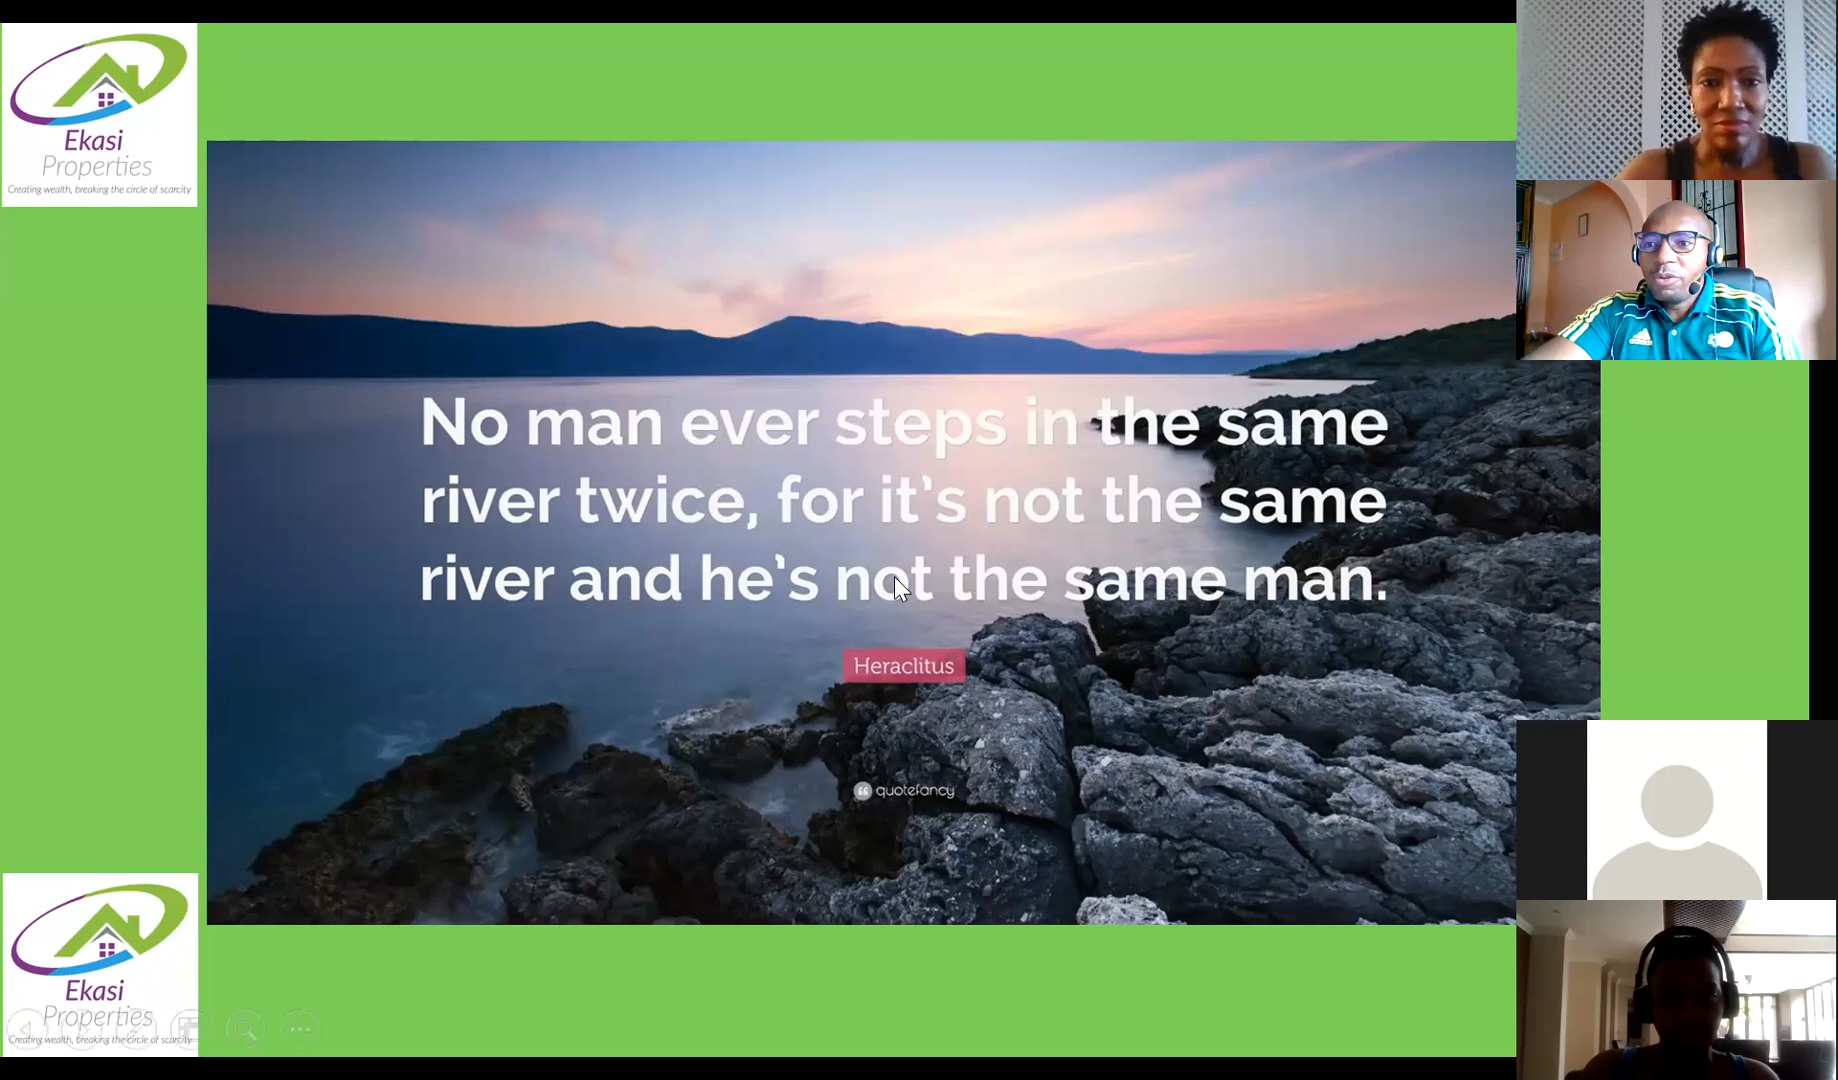 Ekasi
Properties
Creating wealth, breaking the circle of scarcity
No man ever steps in the same
river twice, for it's not the same
river and he's not the same man.
Heraclitus
quotefancy
adidas
Ekasi
Properties
Creating wealth, breaking the circle of scarcity